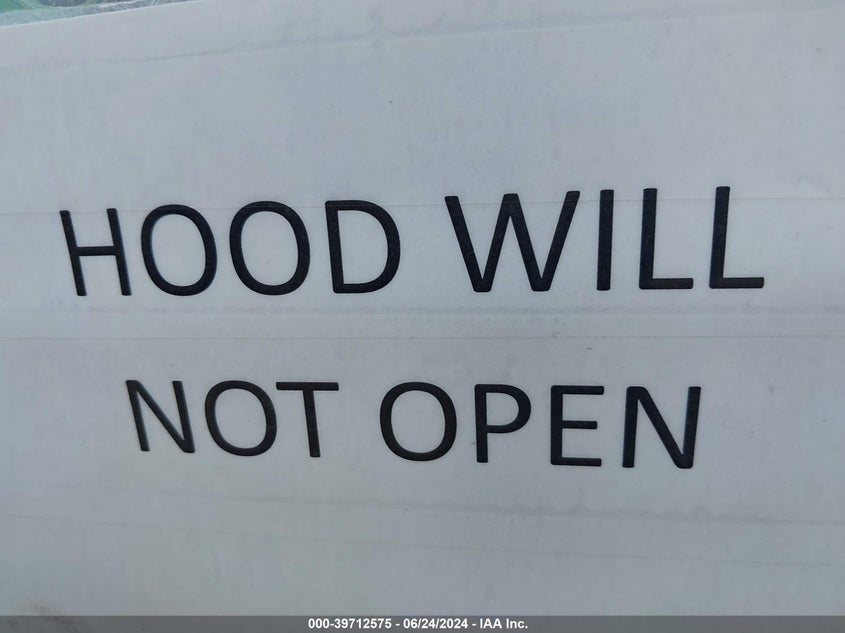 HOOD WILL
NOT OPEN
000-39712575 - 06/24/2024 - IAA Inc.